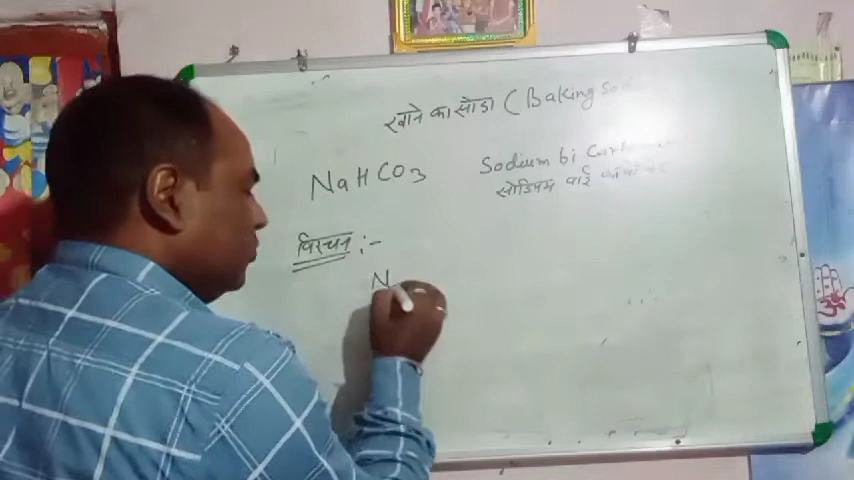 खाने का सोडा ( Baking
NaHCO3
Sodium bi
सोडियम बाई
विरचन :-
N